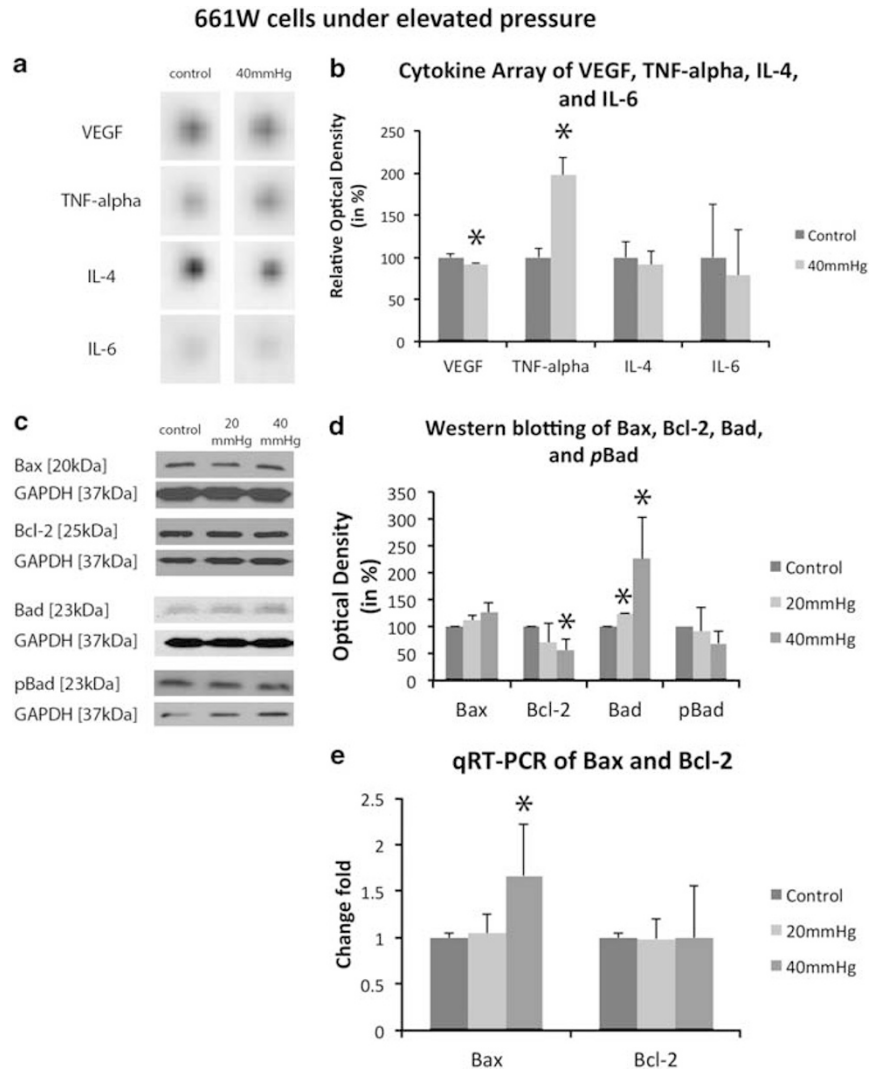 661W cells under elevated pressure
a
control 40mmHg
VEGF
TNF-alpha
IL-4
IL-6
b
Cytokine Array of VEGF, TNF-alpha, IL-4,
and IL-6
Relative Optical Density
(in %)
250
200
150
100
50
0
VEGF TNF-alpha IL-4 IL-6
* *
Control
40mmHg
c
control 20 mmHg 40 mmHg
Bax [20kDa]
GAPDH [37kDa]
Bcl-2 [25kDa]
GAPDH [37kDa]
Bad [23kDa]
GAPDH [37kDa]
pBad [23kDa]
GAPDH [37kDa]
d
Western blotting of Bax, Bcl-2, Bad,
and pBad
Optical Density
(in %)
350
300
250
200
150
100
50
0
* * *
Bax Bcl-2 Bad pBad
Control
20mmHg
40mmHg
e
qRT-PCR of Bax and Bcl-2
Change fold
2.5
2
1.5
1
0.5
0
*
Bax Bcl-2
Control
20mmHg
40mmHg